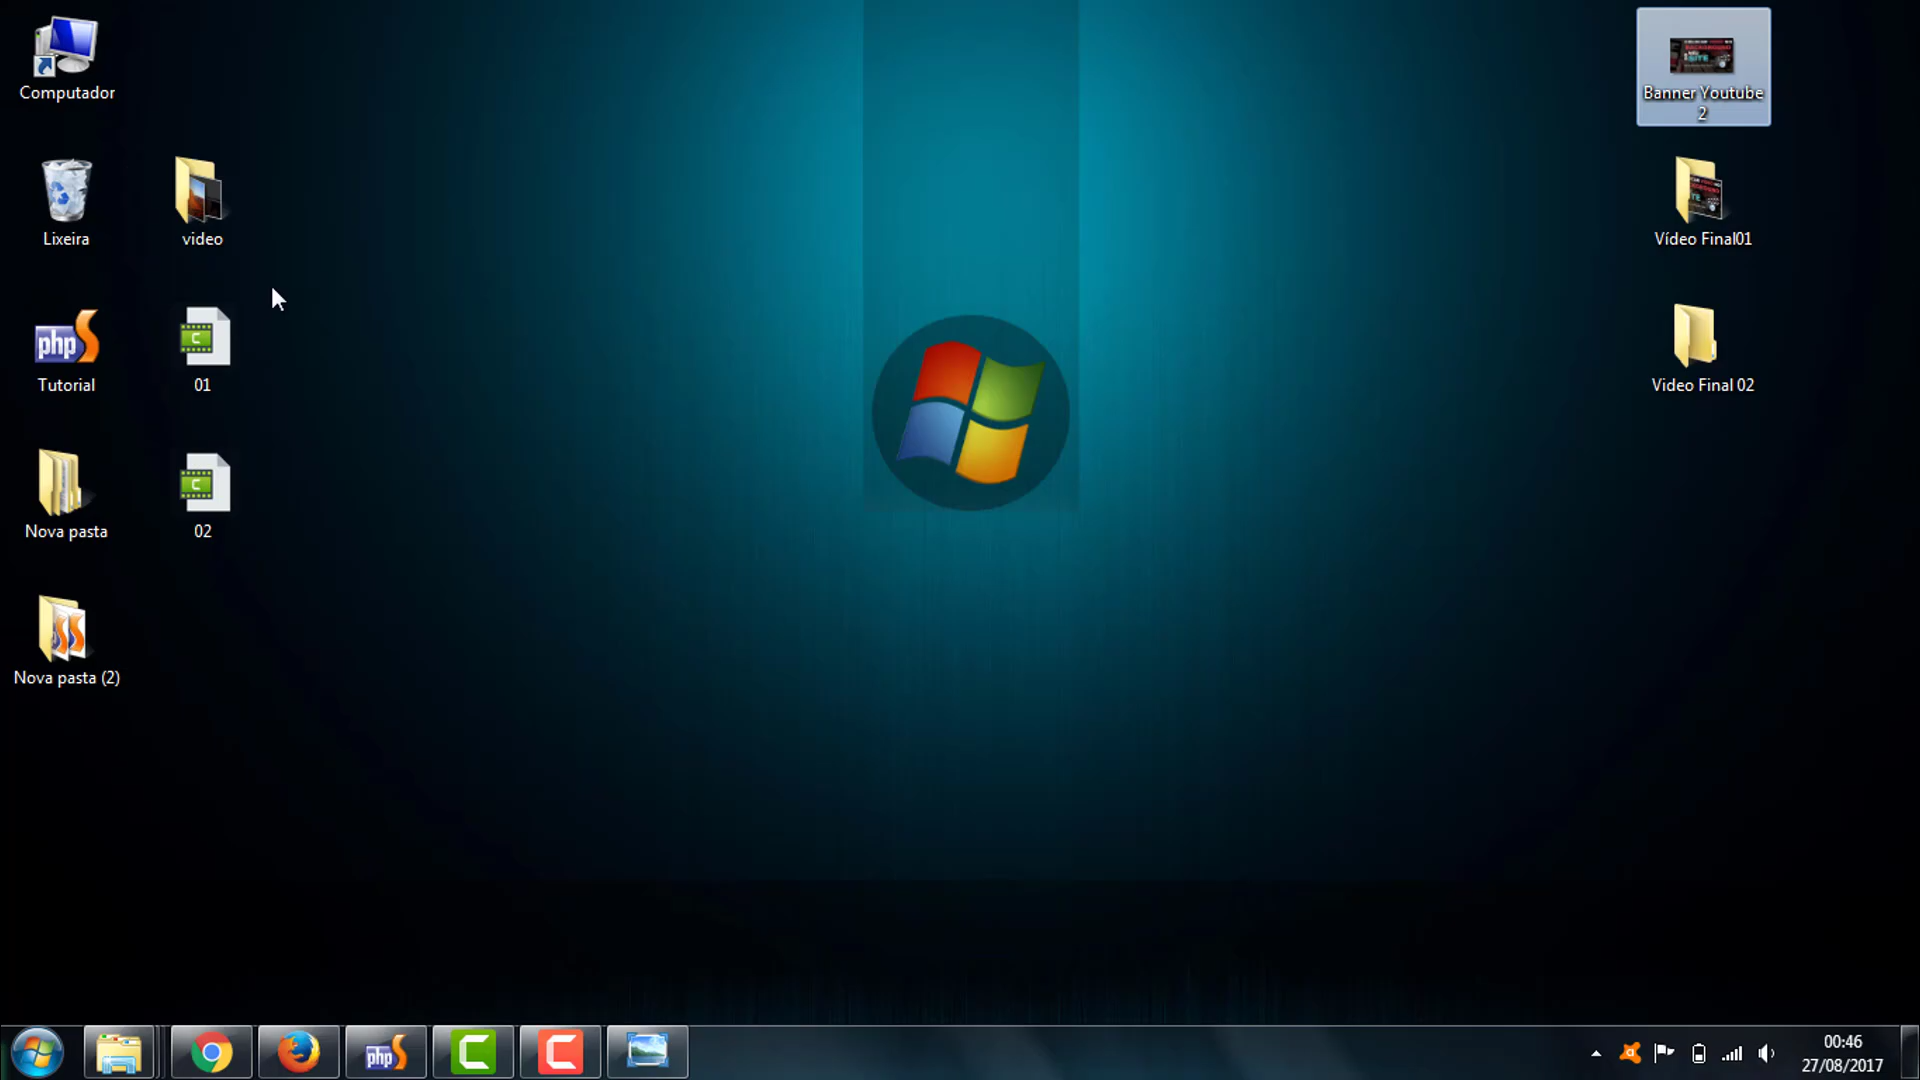 Computador
Lixeira
video
php
Tutorial
01
Nova pasta
02
Nova pasta (2)
Banner Youtube
2
Vídeo Final01
Video Final 02
php
00:46
27/08/2017